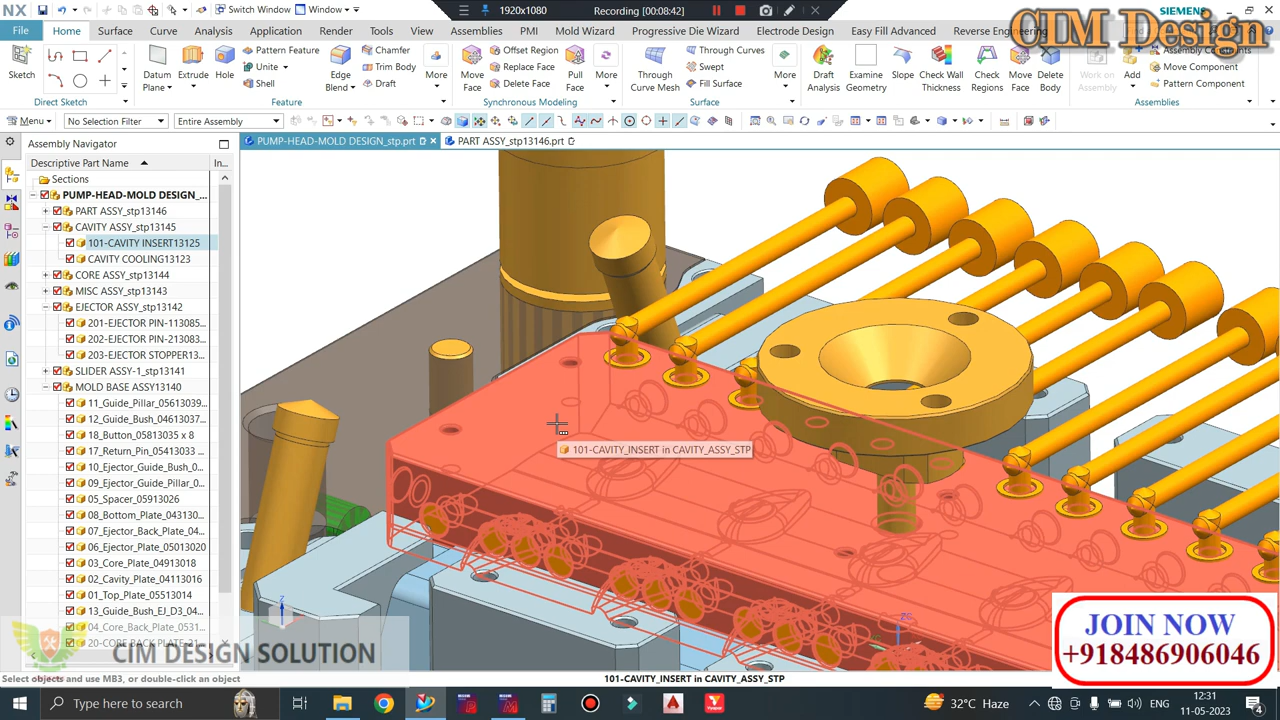 NX
Switch Window
Window
1920x1080
Recording [00:08:42]
SIEMENS
CIM Design
File
Home
Surface
Curve
Analysis
Application
Render
Tools
View
Assemblies
PMI
Mold Wizard
Progressive Die Wizard
Electrode Design
Easy Fill Advanced
Reverse Engineering
Sketch
Direct Sketch
Datum Plane
Extrude
Hole
Pattern Feature
Unite
Shell
Edge Blend
Chamfer
Trim Body
Draft
More
Feature
Move Face
Offset Region
Replace Face
Delete Face
Pull Face
More
Synchronous Modeling
Through Curve Mesh
Through Curves
Swept
Fill Surface
More
Surface
Draft Analysis
Examine Geometry
Slope
Check Wall Thickness
Check Regions
Move Face
Delete Body
Work on Assembly
Add
Assembly Constraints
Move Component
Pattern Component
Assemblies
Menu
No Selection Filter
Entire Assembly
Assembly Navigator
PUMP-HEAD-MOLD DESIGN_stp.prt
PART ASSY_stp13146.prt
Descriptive Part Name
In...
Sections
PUMP-HEAD-MOLD DESIGN_...
PART ASSY_stp13146
CAVITY ASSY_stp13145
101-CAVITY INSERT13125
CAVITY COOLING13123
CORE ASSY_stp13144
MISC ASSY_stp13143
EJECTOR ASSY_stp13142
201-EJECTOR PIN-113085...
202-EJECTOR PIN-213083...
203-EJECTOR STOPPER13...
SLIDER ASSY-1_stp13141
MOLD BASE ASSY13140
11_Guide_Pillar_05613039...
12_Guide_Bush_04613037...
18_Button_05813035 x 8
17_Return_Pin_05413033...
10_Ejector_Guide_Bush_0...
09_Ejector_Guide_Pillar_0...
05_Spacer_05913026
08_Bottom_Plate_050130...
07_Ejector_Back_Plate_04...
06_Ejector_Plate_05013020
03_Core_Plate_04913018
02_Cavity_Plate_04113016
01_Top_Plate_05513014
13_Guide_Bush_EJ_D3_04...
04_Core_Back_Plate_0531...
20-CORE BACK PLATE-21...
101-CAVITY_INSERT in CAVITY_ASSY_STP
Z
ZC
YC
CIM DESIGN SOLUTION
JOIN NOW
+918486906046
Select objects and use MB3, or double-click an object
101-CAVITY_INSERT in CAVITY_ASSY_STP
Type here to search
32°C Haze
ENG
12:31
11-05-2023